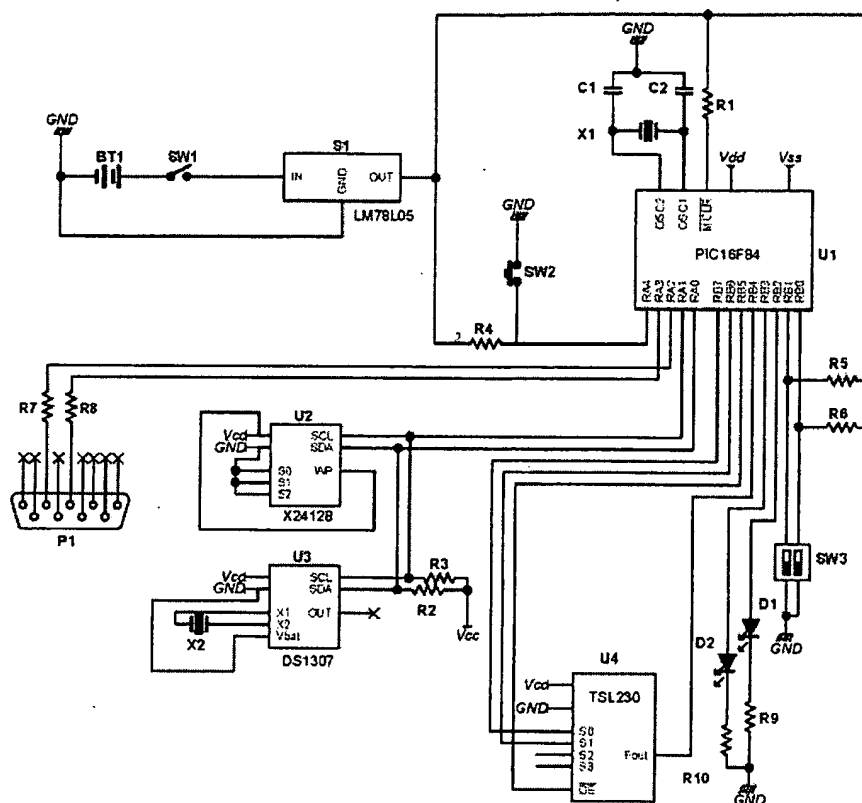 GND
C1
C2
R1
X1
GND
BT1
SW1
S1
IN
GND
OUT
LM78L05
Vdd
Vss
OSC2
OSC1
MCLR
PIC16F84
U1
RA4
RA3
RA2
RA1
RA0
RB7
RB6
RB5
RB4
RB3
RB2
RB1
RB0
GND
SW2
R4
R5
R6
R7
R8
U2
Vcd
GND
SCL
SDA
S0
S1
S2
WP
X24128
P1
U3
Vcd
GND
SCL
SDA
X1
X2
Vbat
OUT
X2
DS1307
R3
R2
Vcc
SW3
GND
D1
D2
U4
TSL230
Vcd
GND
S0
S1
S2
S3
OE
Fout
R9
R10
GND